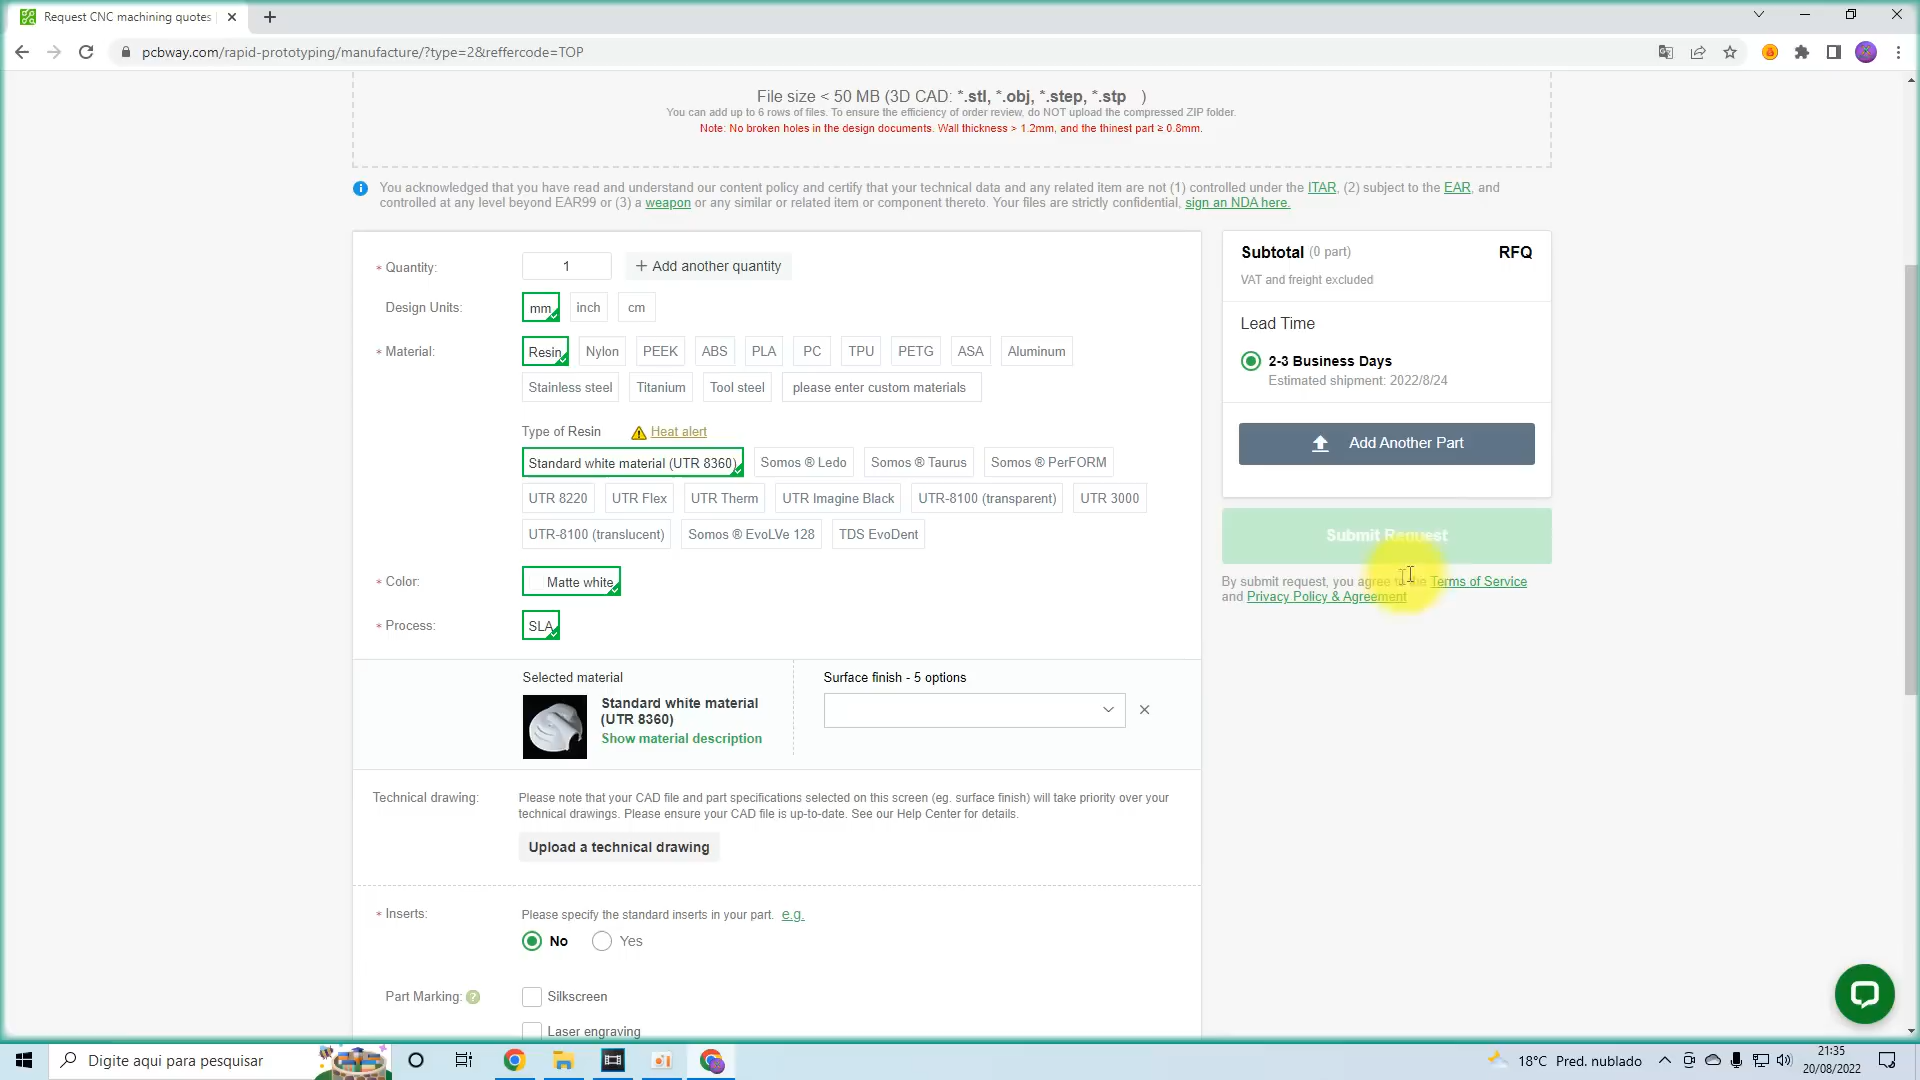 Request CNC machining quotes
pcbway.com/rapid-prototyping/manufacture/?type=2&reffercode=TOP
File size < 50 MB (3D CAD: *.stl, *.obj, *.step, *.stp )
You can add up to 6 rows of files. To ensure the efficiency of order review, do NOT upload the compressed ZIP folder.
Note: No broken holes in the design documents. Wall thickness > 1.2mm, and the thinest part ≥ 0.8mm.
You acknowledged that you have read and understand our content policy and certify that your technical data and any related item are not (1) controlled under the ITAR, (2) subject to the EAR, and
controlled at any level beyond EAR99 or (3) a weapon or any similar or related item or component thereto. Your files are strictly confidential, sign an NDA here.
* Quantity: 1 + Add another quantity
Design Units: mm inch cm
* Material: Resin Nylon PEEK ABS PLA PC TPU PETG ASA Aluminum
Stainless steel Titanium Tool steel please enter custom materials
Type of Resin Heat alert
Standard white material (UTR 8360) Somos ® Ledo Somos ® Taurus Somos ® PerFORM
UTR 8220 UTR Flex UTR Therm UTR Imagine Black UTR-8100 (transparent) UTR 3000
UTR-8100 (translucent) Somos ® EvoLVe 128 TDS EvoDent
* Color: Matte white
* Process: SLA
Selected material
Standard white material
(UTR 8360)
Show material description
Surface finish - 5 options
Technical drawing: Please note that your CAD file and part specifications selected on this screen (eg. surface finish) will take priority over your
technical drawings. Please ensure your CAD file is up-to-date. See our Help Center for details.
Upload a technical drawing
* Inserts: Please specify the standard inserts in your part. e.g.
No Yes
Part Marking: ? Silkscreen
Laser engraving
Subtotal (0 part) RFQ
VAT and freight excluded
Lead Time
2-3 Business Days
Estimated shipment: 2022/8/24
Add Another Part
Submit Request
By submit request, you agree to the Terms of Service
and Privacy Policy & Agreement
Digite aqui para pesquisar
18°C Pred. nublado
21:35
20/08/2022